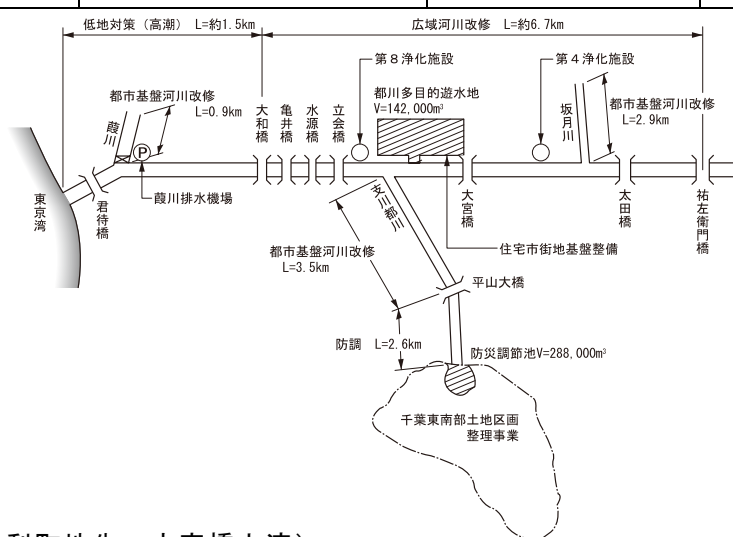 低地対策（高潮） L=約1.5km
広域河川改修 L=約6.7km
第8浄化施設
第4浄化施設
都市基盤河川改修
L=0.9km
葭川
P
大和橋
亀井橋
水源橋
立会橋
都川多目的遊水地
V=142,000m³
坂月川
都市基盤河川改修
L=2.9km
東京湾
君待橋
葭川排水機場
支川都川
大宮橋
太田橋
祐左衛門橋
都市基盤河川改修
L=3.5km
住宅市街地基盤整備
平山大橋
防調 L=2.6km
防災調節池V=288,000m³
千葉東南部土地区画
整理事業